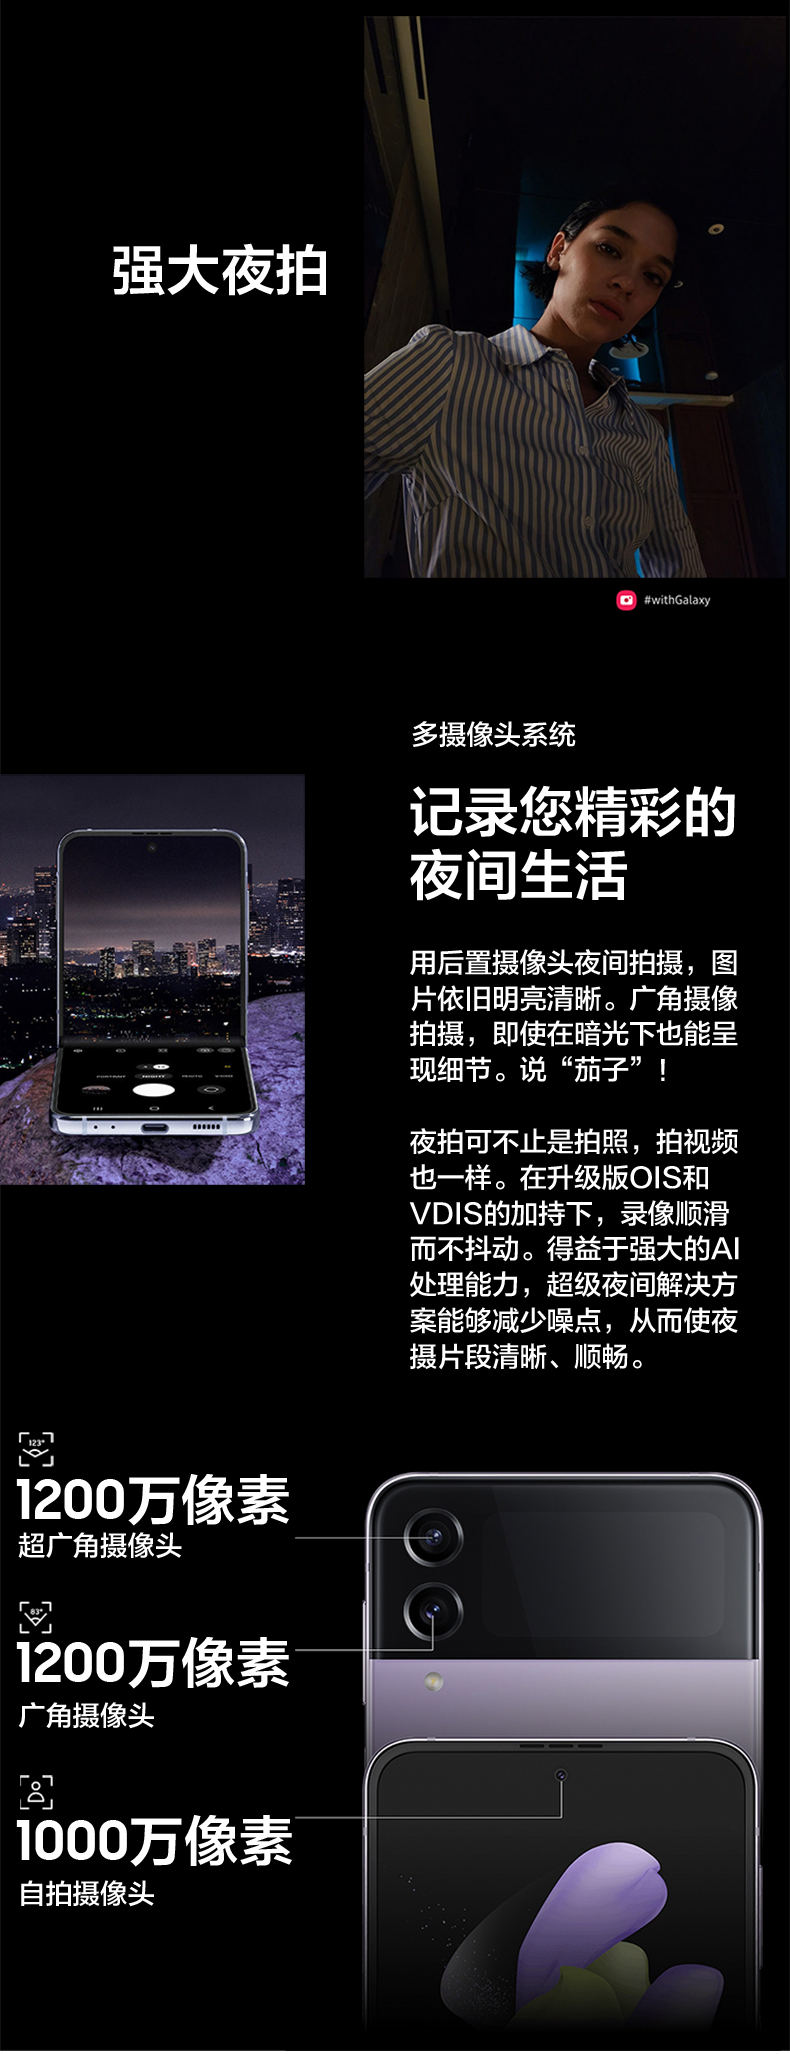 强大夜拍
#withGalaxy
多摄像头系统
记录您精彩的
夜间生活
用后置摄像头夜间拍摄，图
片依旧明亮清晰。广角摄像
拍摄，即使在暗光下也能呈
现细节。说“茄子”！
夜拍可不止是拍照，拍视频
也一样。在升级版OIS和
VDIS的加持下，录像顺滑
而不抖动。得益于强大的AI
处理能力，超级夜间解决方
案能够减少噪点，从而使夜
摄片段清晰、顺畅。
123°
1200万像素
超广角摄像头
83°
1200万像素
广角摄像头
1000万像素
自拍摄像头